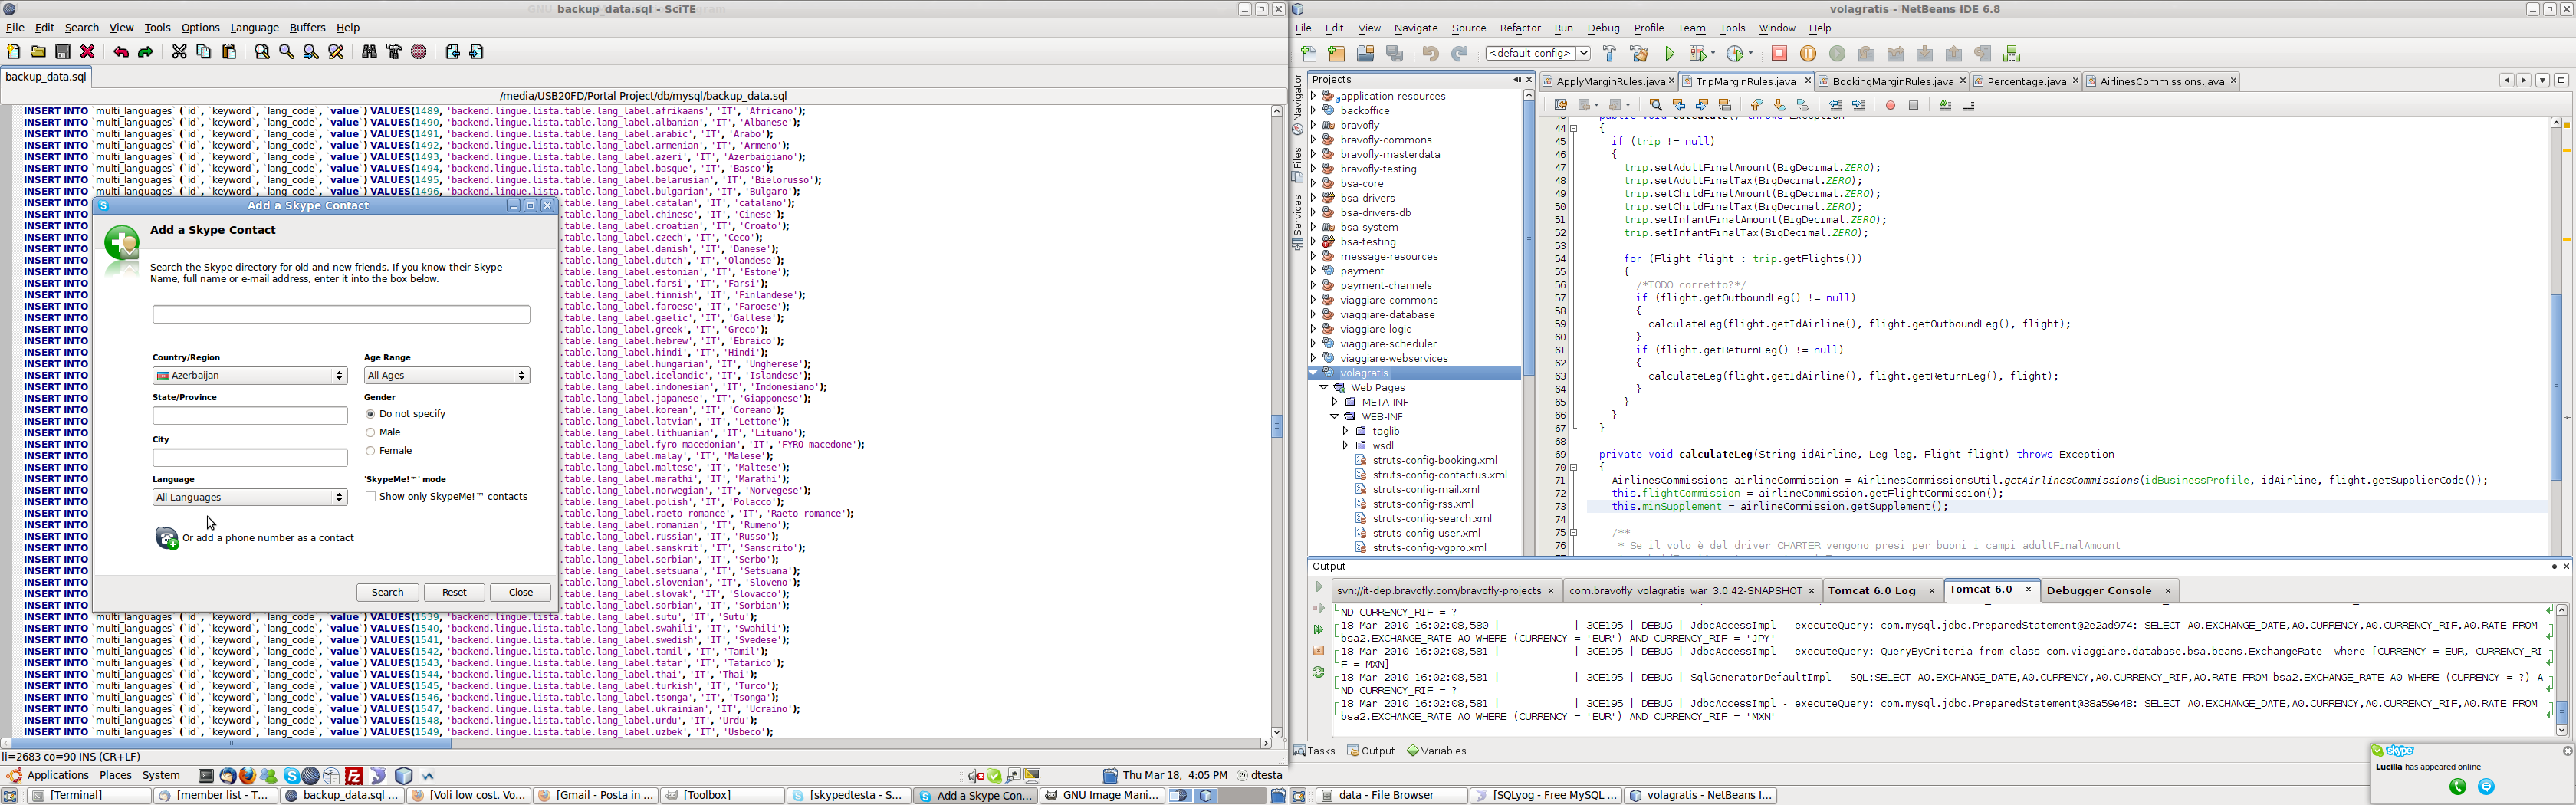 backup_data.sql - SciTE
File Edit Search View Tools Options Language Buffers Help
backup_data.sql
/media/USB20FD/Portal Project/db/mysql/backup_data.sql
INSERT INTO `multi_languages` (`id`, `keyword`, `lang_code`, `value`) VALUES(1489, 'backend.lingue.lista.table.lang_label.afrikaans', 'IT', 'Africano');
INSERT INTO `multi_languages` (`id`, `keyword`, `lang_code`, `value`) VALUES(1490, 'backend.lingue.lista.table.lang_label.albanian', 'IT', 'Albanese');
INSERT INTO `multi_languages` (`id`, `keyword`, `lang_code`, `value`) VALUES(1491, 'backend.lingue.lista.table.lang_label.arabic', 'IT', 'Arabo');
INSERT INTO `multi_languages` (`id`, `keyword`, `lang_code`, `value`) VALUES(1492, 'backend.lingue.lista.table.lang_label.armenian', 'IT', 'Armeno');
INSERT INTO `multi_languages` (`id`, `keyword`, `lang_code`, `value`) VALUES(1493, 'backend.lingue.lista.table.lang_label.azeri', 'IT', 'Azerbaigiano');
INSERT INTO `multi_languages` (`id`, `keyword`, `lang_code`, `value`) VALUES(1494, 'backend.lingue.lista.table.lang_label.basque', 'IT', 'Basco');
INSERT INTO `multi_languages` (`id`, `keyword`, `lang_code`, `value`) VALUES(1495, 'backend.lingue.lista.table.lang_label.belarusian', 'IT', 'Bielorusso');
INSERT INTO `multi_languages` (`id`, `keyword`, `lang_code`, `value`) VALUES(1496, 'backend.lingue.lista.table.lang_label.bulgarian', 'IT', 'Bulgaro');
INSERT INTO .table.lang_label.catalan', 'IT', 'catalano');
INSERT INTO .table.lang_label.chinese', 'IT', 'Cinese');
INSERT INTO .table.lang_label.croatian', 'IT', 'Croato');
INSERT INTO .table.lang_label.czech', 'IT', 'Ceco');
INSERT INTO .table.lang_label.danish', 'IT', 'Danese');
INSERT INTO .table.lang_label.dutch', 'IT', 'Olandese');
INSERT INTO .table.lang_label.estonian', 'IT', 'Estone');
INSERT INTO .table.lang_label.farsi', 'IT', 'Farsi');
INSERT INTO .table.lang_label.finnish', 'IT', 'Finlandese');
INSERT INTO .table.lang_label.faroese', 'IT', 'Faroese');
INSERT INTO .table.lang_label.gaelic', 'IT', 'Gallese');
INSERT INTO .table.lang_label.greek', 'IT', 'Greco');
INSERT INTO .table.lang_label.hebrew', 'IT', 'Ebraico');
INSERT INTO .table.lang_label.hindi', 'IT', 'Hindi');
INSERT INTO .table.lang_label.hungarian', 'IT', 'Ungherese');
INSERT INTO .table.lang_label.icelandic', 'IT', 'Islandese');
INSERT INTO .table.lang_label.indonesian', 'IT', 'Indonesiano');
INSERT INTO .table.lang_label.japanese', 'IT', 'Giapponese');
INSERT INTO .table.lang_label.korean', 'IT', 'Coreano');
INSERT INTO .table.lang_label.latvian', 'IT', 'Lettone');
INSERT INTO .table.lang_label.lithuanian', 'IT', 'Lituano');
INSERT INTO .table.lang_label.fyro-macedonian', 'IT', 'FYRO macedone');
INSERT INTO .table.lang_label.malay', 'IT', 'Malese');
INSERT INTO .table.lang_label.maltese', 'IT', 'Maltese');
INSERT INTO .table.lang_label.marathi', 'IT', 'Marathi');
INSERT INTO .table.lang_label.norwegian', 'IT', 'Norvegese');
INSERT INTO .table.lang_label.polish', 'IT', 'Polacco');
INSERT INTO .table.lang_label.raeto-romance', 'IT', 'Raeto romance');
INSERT INTO .table.lang_label.romanian', 'IT', 'Rumeno');
INSERT INTO .table.lang_label.russian', 'IT', 'Russo');
INSERT INTO .table.lang_label.sanskrit', 'IT', 'Sanscrito');
INSERT INTO .table.lang_label.serbian', 'IT', 'Serbo');
INSERT INTO .table.lang_label.setsuana', 'IT', 'Setsuana');
INSERT INTO .table.lang_label.slovenian', 'IT', 'Sloveno');
INSERT INTO .table.lang_label.slovak', 'IT', 'Slovacco');
INSERT INTO .table.lang_label.sorbian', 'IT', 'Sorbian');
INSERT INTO `multi_languages` (`id`, `keyword`, `lang_code`, `value`) VALUES(1539, 'backend.lingue.lista.table.lang_label.sutu', 'IT', 'Sutu');
INSERT INTO `multi_languages` (`id`, `keyword`, `lang_code`, `value`) VALUES(1540, 'backend.lingue.lista.table.lang_label.swahili', 'IT', 'Swahili');
INSERT INTO `multi_languages` (`id`, `keyword`, `lang_code`, `value`) VALUES(1541, 'backend.lingue.lista.table.lang_label.swedish', 'IT', 'Svedese');
INSERT INTO `multi_languages` (`id`, `keyword`, `lang_code`, `value`) VALUES(1542, 'backend.lingue.lista.table.lang_label.tamil', 'IT', 'Tamil');
INSERT INTO `multi_languages` (`id`, `keyword`, `lang_code`, `value`) VALUES(1543, 'backend.lingue.lista.table.lang_label.tatar', 'IT', 'Tatarico');
INSERT INTO `multi_languages` (`id`, `keyword`, `lang_code`, `value`) VALUES(1544, 'backend.lingue.lista.table.lang_label.thai', 'IT', 'Thai');
INSERT INTO `multi_languages` (`id`, `keyword`, `lang_code`, `value`) VALUES(1545, 'backend.lingue.lista.table.lang_label.turkish', 'IT', 'Turco');
INSERT INTO `multi_languages` (`id`, `keyword`, `lang_code`, `value`) VALUES(1546, 'backend.lingue.lista.table.lang_label.tsonga', 'IT', 'Tsonga');
INSERT INTO `multi_languages` (`id`, `keyword`, `lang_code`, `value`) VALUES(1547, 'backend.lingue.lista.table.lang_label.ukrainian', 'IT', 'Ucraino');
INSERT INTO `multi_languages` (`id`, `keyword`, `lang_code`, `value`) VALUES(1548, 'backend.lingue.lista.table.lang_label.urdu', 'IT', 'Urdu');
INSERT INTO `multi_languages` (`id`, `keyword`, `lang_code`, `value`) VALUES(1549, 'backend.lingue.lista.table.lang_label.uzbek', 'IT', 'Usbeco');
li=2683 co=90 INS (CR+LF)
Add a Skype Contact
Add a Skype Contact
Search the Skype directory for old and new friends. If you know their Skype
Name, full name or e-mail address, enter it into the box below.
Country/Region Age Range
Azerbaijan All Ages
State/Province Gender
Do not specify
Male
City
Female
Language 'SkypeMe!™' mode
All Languages Show only SkypeMe!™ contacts
Or add a phone number as a contact
Search Reset Close
Applications Places System Thu Mar 18, 4:05 PM dtesta
[Terminal] [member list - T... backup_data.sql ... [Voli low cost. Vo... [Gmail - Posta in ... [Toolbox] [skypedtesta - S... Add a Skype Con... GNU Image Mani...
volagratis - NetBeans IDE 6.8
File Edit View Navigate Source Refactor Run Debug Profile Team Tools Window Help
<default config>
Navigator
Files
Services
Projects
application-resources
backoffice
bravofly
bravofly-commons
bravofly-masterdata
bravofly-testing
bsa-core
bsa-drivers
bsa-drivers-db
bsa-system
bsa-testing
message-resources
payment
payment-channels
viaggiare-commons
viaggiare-database
viaggiare-logic
viaggiare-scheduler
viaggiare-webservices
volagratis
Web Pages
META-INF
WEB-INF
taglib
wsdl
struts-config-booking.xml
struts-config-contactus.xml
struts-config-mail.xml
struts-config-rss.xml
struts-config-search.xml
struts-config-user.xml
struts-config-vgpro.xml
ApplyMarginRules.java TripMarginRules.java BookingMarginRules.java Percentage.java AirlinesCommissions.java
43 public void calculate() throws Exception
44 {
45 if (trip != null)
46 {
47 trip.setAdultFinalAmount(BigDecimal.ZERO);
48 trip.setAdultFinalTax(BigDecimal.ZERO);
49 trip.setChildFinalAmount(BigDecimal.ZERO);
50 trip.setChildFinalTax(BigDecimal.ZERO);
51 trip.setInfantFinalAmount(BigDecimal.ZERO);
52 trip.setInfantFinalTax(BigDecimal.ZERO);
53
54 for (Flight flight : trip.getFlights())
55 {
56 /*TODO corretto?*/
57 if (flight.getOutboundLeg() != null)
58 {
59 calculateLeg(flight.getIdAirline(), flight.getOutboundLeg(), flight);
60 }
61 if (flight.getReturnLeg() != null)
62 {
63 calculateLeg(flight.getIdAirline(), flight.getReturnLeg(), flight);
64 }
65 }
66 }
67 }
68
69 private void calculateLeg(String idAirline, Leg leg, Flight flight) throws Exception
70 {
71 AirlinesCommissions airlineCommission = AirlinesCommissionsUtil.getAirlinesCommissions(idBusinessProfile, idAirline, flight.getSupplierCode());
72 this.flightCommission = airlineCommission.getFlightCommission();
73 this.minSupplement = airlineCommission.getSupplement();
74
75 /**
76 * Se il volo è del driver CHARTER vengono presi per buoni i campi adultFinalAmount
Output
svn://it-dep.bravofly.com/bravofly-projects com.bravofly_volagratis_war_3.0.42-SNAPSHOT Tomcat 6.0 Log Tomcat 6.0 Debugger Console
ND CURRENCY_RIF = ?
18 Mar 2010 16:02:08,580 | | 3CE195 | DEBUG | JdbcAccessImpl - executeQuery: com.mysql.jdbc.PreparedStatement@2e2ad974: SELECT A0.EXCHANGE_DATE,A0.CURRENCY,A0.CURRENCY_RIF,A0.RATE FROM
bsa2.EXCHANGE_RATE A0 WHERE (CURRENCY = 'EUR') AND CURRENCY_RIF = 'JPY'
18 Mar 2010 16:02:08,581 | | 3CE195 | DEBUG | JdbcAccessImpl - executeQuery: QueryByCriteria from class com.viaggiare.database.bsa.beans.ExchangeRate where [CURRENCY = EUR, CURRENCY_RI
F = MXN]
18 Mar 2010 16:02:08,581 | | 3CE195 | DEBUG | SqlGeneratorDefaultImpl - SQL:SELECT A0.EXCHANGE_DATE,A0.CURRENCY,A0.CURRENCY_RIF,A0.RATE FROM bsa2.EXCHANGE_RATE A0 WHERE (CURRENCY = ?) A
ND CURRENCY_RIF = ?
18 Mar 2010 16:02:08,581 | | 3CE195 | DEBUG | JdbcAccessImpl - executeQuery: com.mysql.jdbc.PreparedStatement@38a59e48: SELECT A0.EXCHANGE_DATE,A0.CURRENCY,A0.CURRENCY_RIF,A0.RATE FROM
bsa2.EXCHANGE_RATE A0 WHERE (CURRENCY = 'EUR') AND CURRENCY_RIF = 'MXN'
Tasks Output Variables
skype
Lucilla has appeared online
data - File Browser [SQLyog - Free MySQL ... volagratis - NetBeans I...